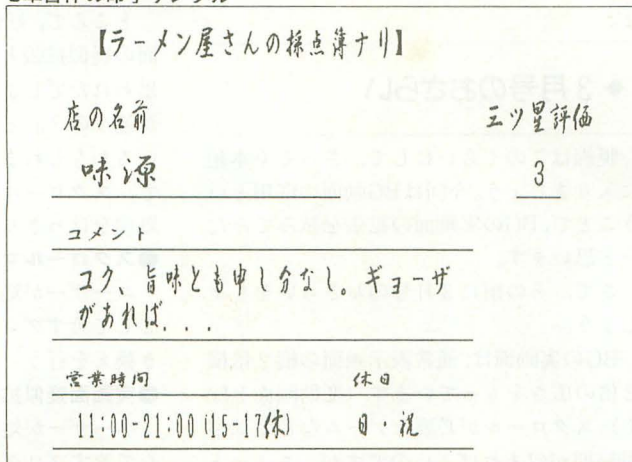 【ラーメン屋さんの採点簿ナリ】
店の名前 三ツ星評価
味源 3
コメント
コク、旨味とも申し分なし。ギョーザ
があれば...
営業時間 休日
11:00-21:00(15-17休) 日・祝